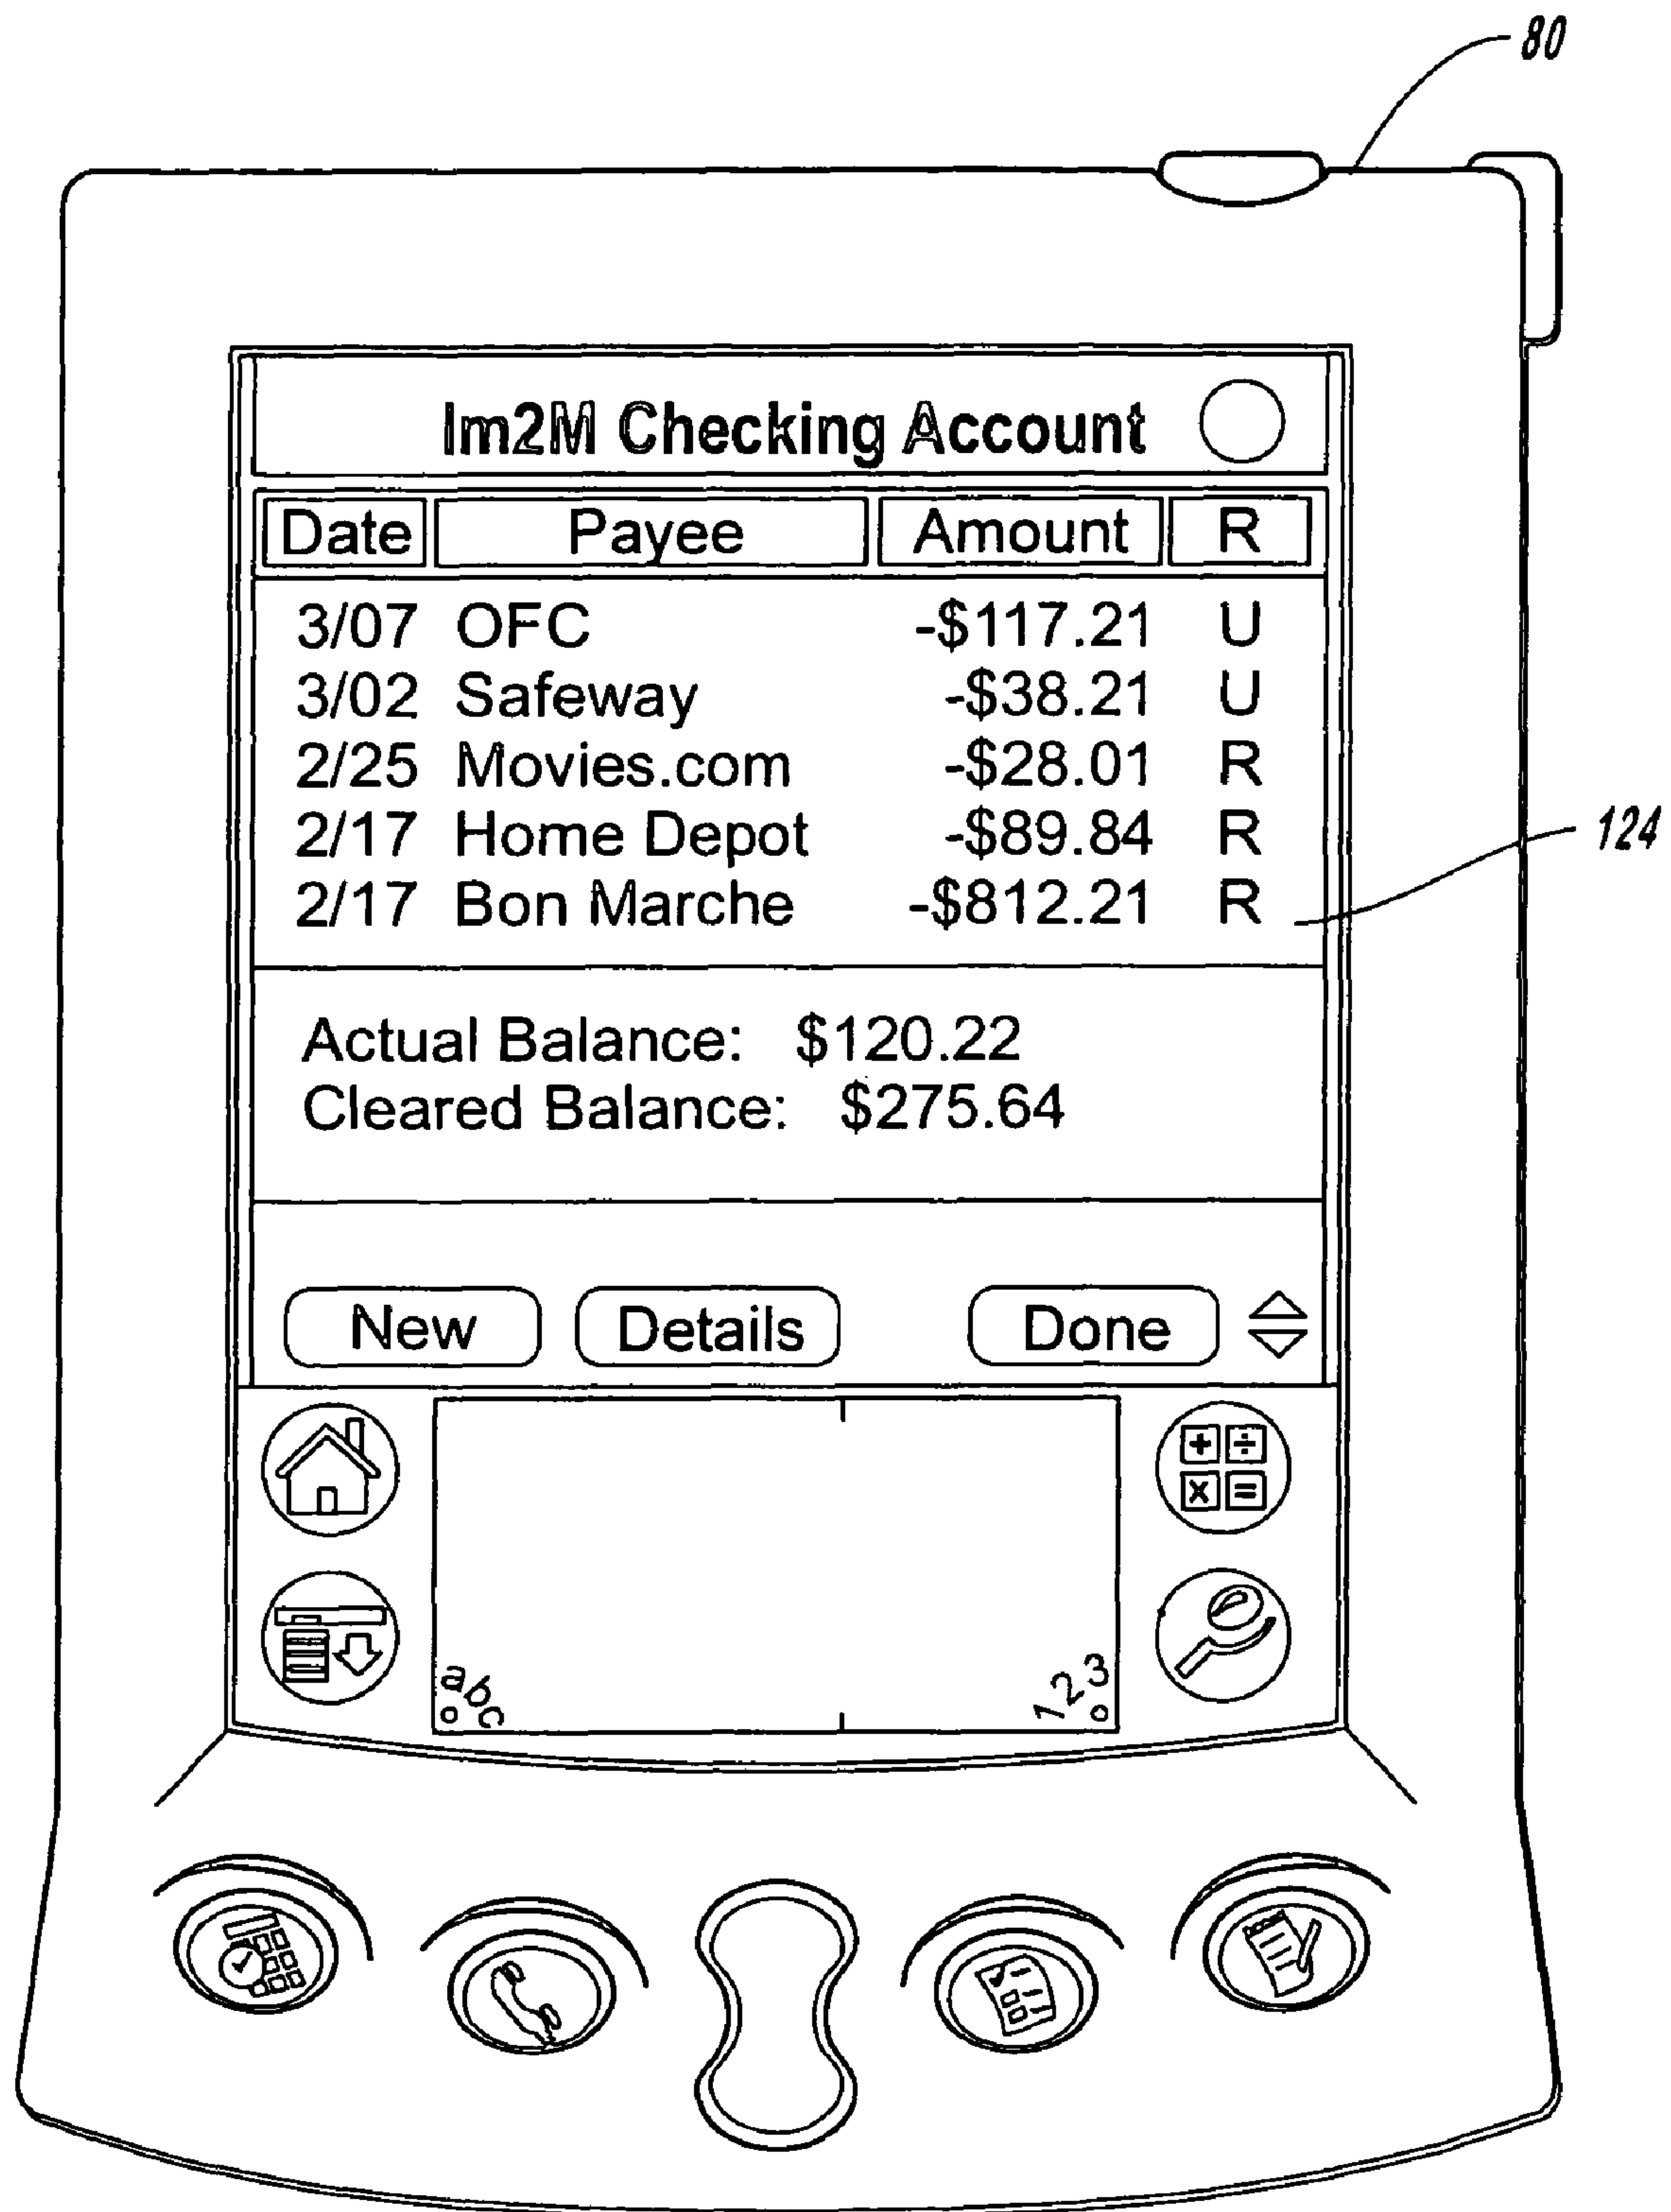 80
Im2M Checking Account
Date Payee Amount R
3/07 OFC -$117.21 U
3/02 Safeway -$38.21 U
2/25 Movies.com -$28.01 R
2/17 Home Depot -$89.84 R
2/17 Bon Marche -$812.21 R
124
Actual Balance: $120.22
Cleared Balance: $275.64
New Details Done
+ ÷
x =
abc 123